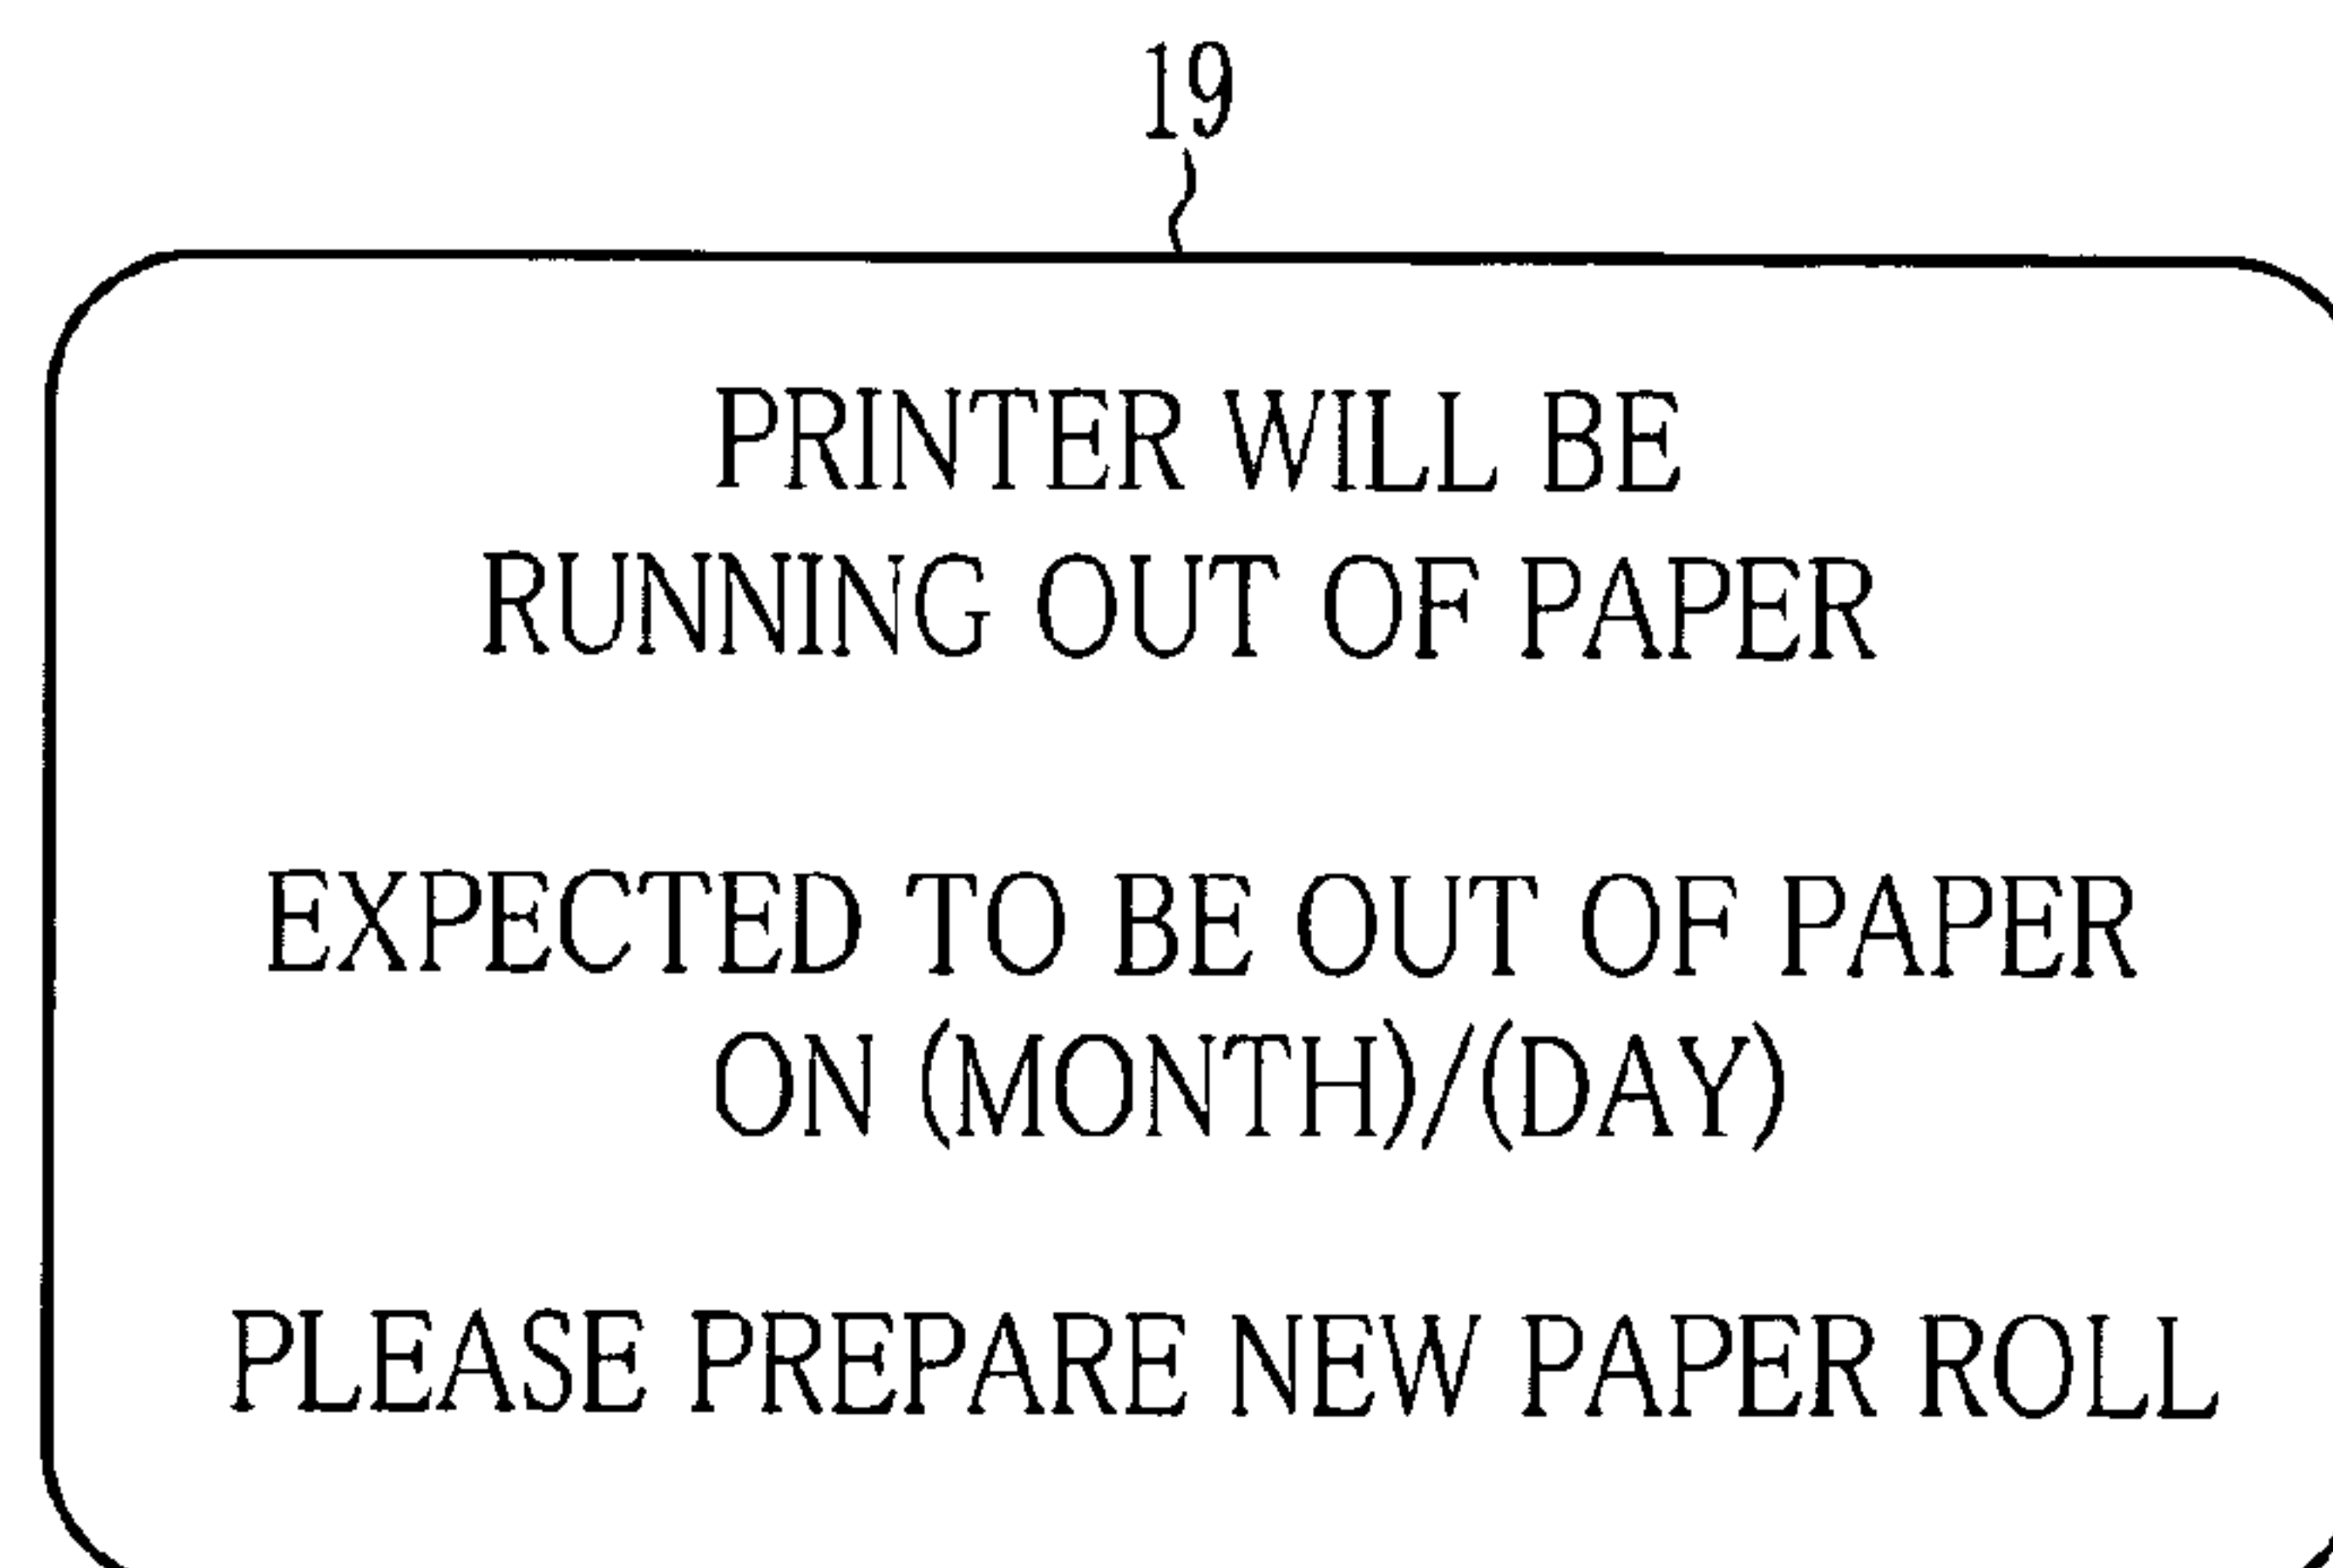 19
PRINTER WILL BE
RUNNING OUT OF PAPER
EXPECTED TO BE OUT OF PAPER
ON (MONTH)/(DAY)
PLEASE PREPARE NEW PAPER ROLL